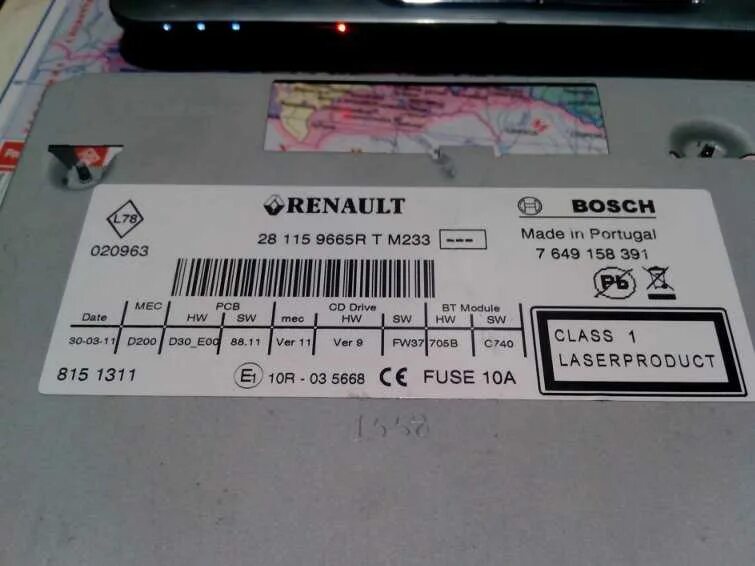 L78
020963
RENAULT
28 115 9665R T M233 ---
BOSCH
Made in Portugal
7 649 158 391
Pb
MEC PCB CD Drive BT Module
Date HW SW mec HW SW HW SW
30-03-11 D200 D30_E00 88.11 Ver 11 Ver 9 FW37 705B C740
CLASS 1
LASERPRODUCT
815 1311
E1 10R - 03 5668 CE FUSE 10A